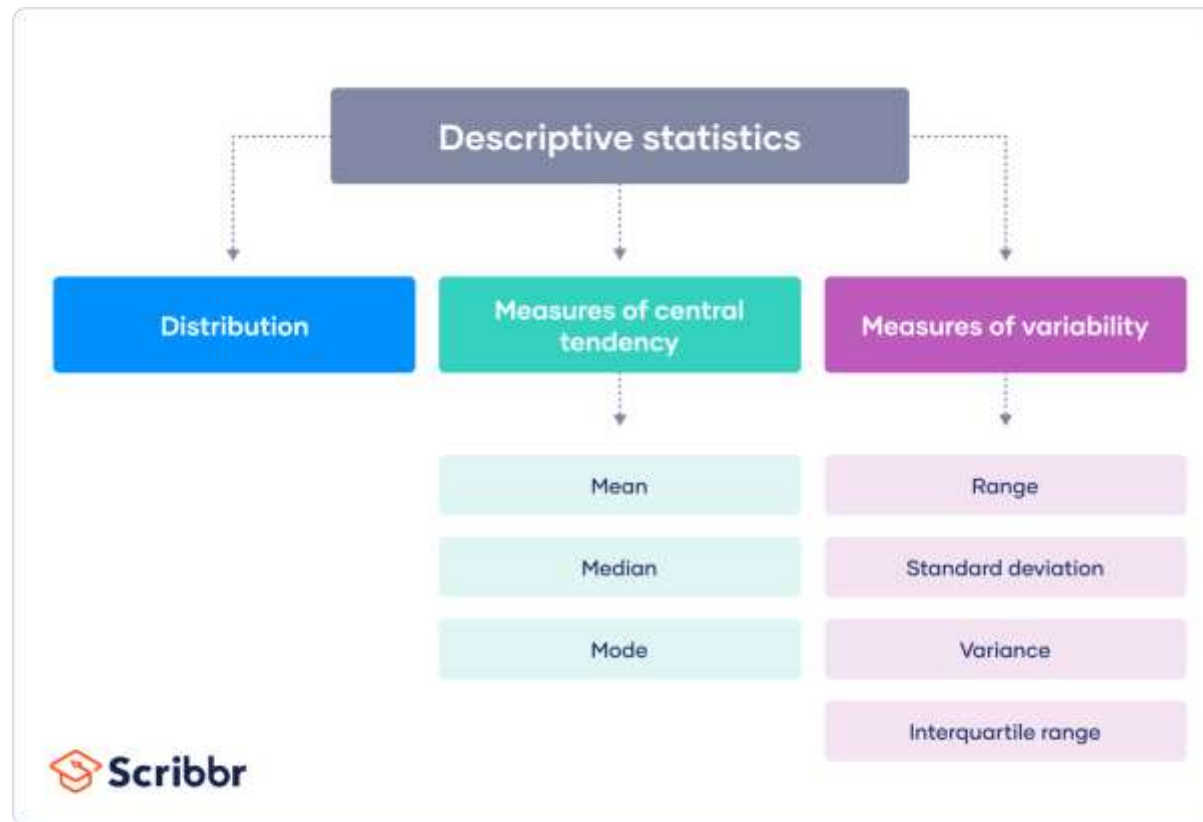 Descriptive statistics
Distribution
Measures of central
tendency
Measures of variability
Mean
Median
Mode
Range
Standard deviation
Variance
Interquartile range
Scribbr